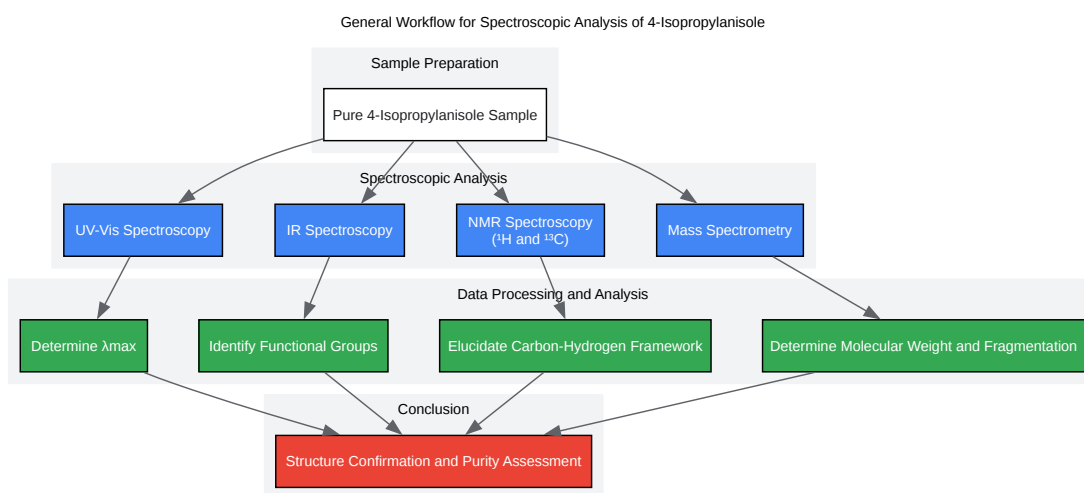 General Workflow for Spectroscopic Analysis of 4-Isopropylanisole
Sample Preparation
Pure 4-Isopropylanisole Sample
Spectroscopic Analysis
UV-Vis Spectroscopy
IR Spectroscopy
NMR Spectroscopy
(¹H and ¹³C)
Mass Spectrometry
Data Processing and Analysis
Determine λmax
Identify Functional Groups
Elucidate Carbon-Hydrogen Framework
Determine Molecular Weight and Fragmentation
Conclusion
Structure Confirmation and Purity Assessment